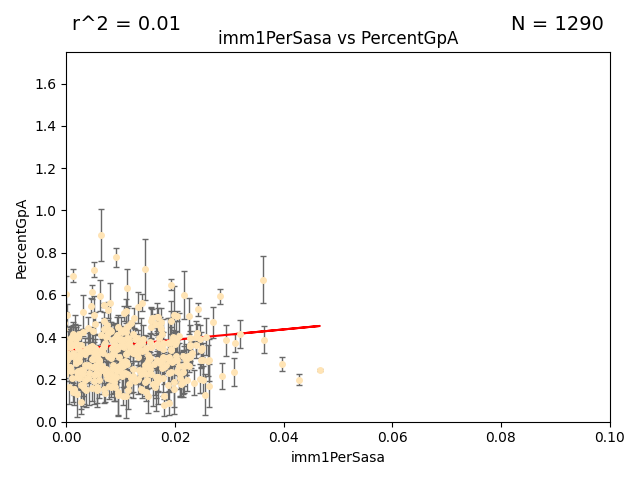 r^2 = 0.01
N = 1290
imm1PerSasa vs PercentGpA
1.6
1.4
1.2
1.0
0.8
0.6
0.4
0.2
0.0
PercentGpA
0.00 0.02 0.04 0.06 0.08 0.10
imm1PerSasa